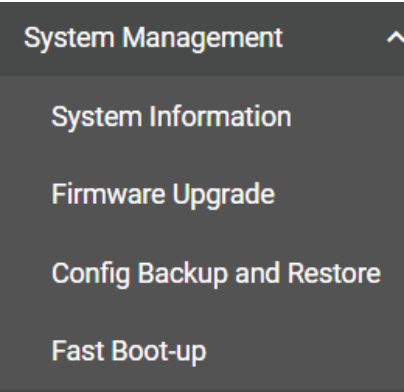 System Management
System Information
Firmware Upgrade
Config Backup and Restore
Fast Boot-up